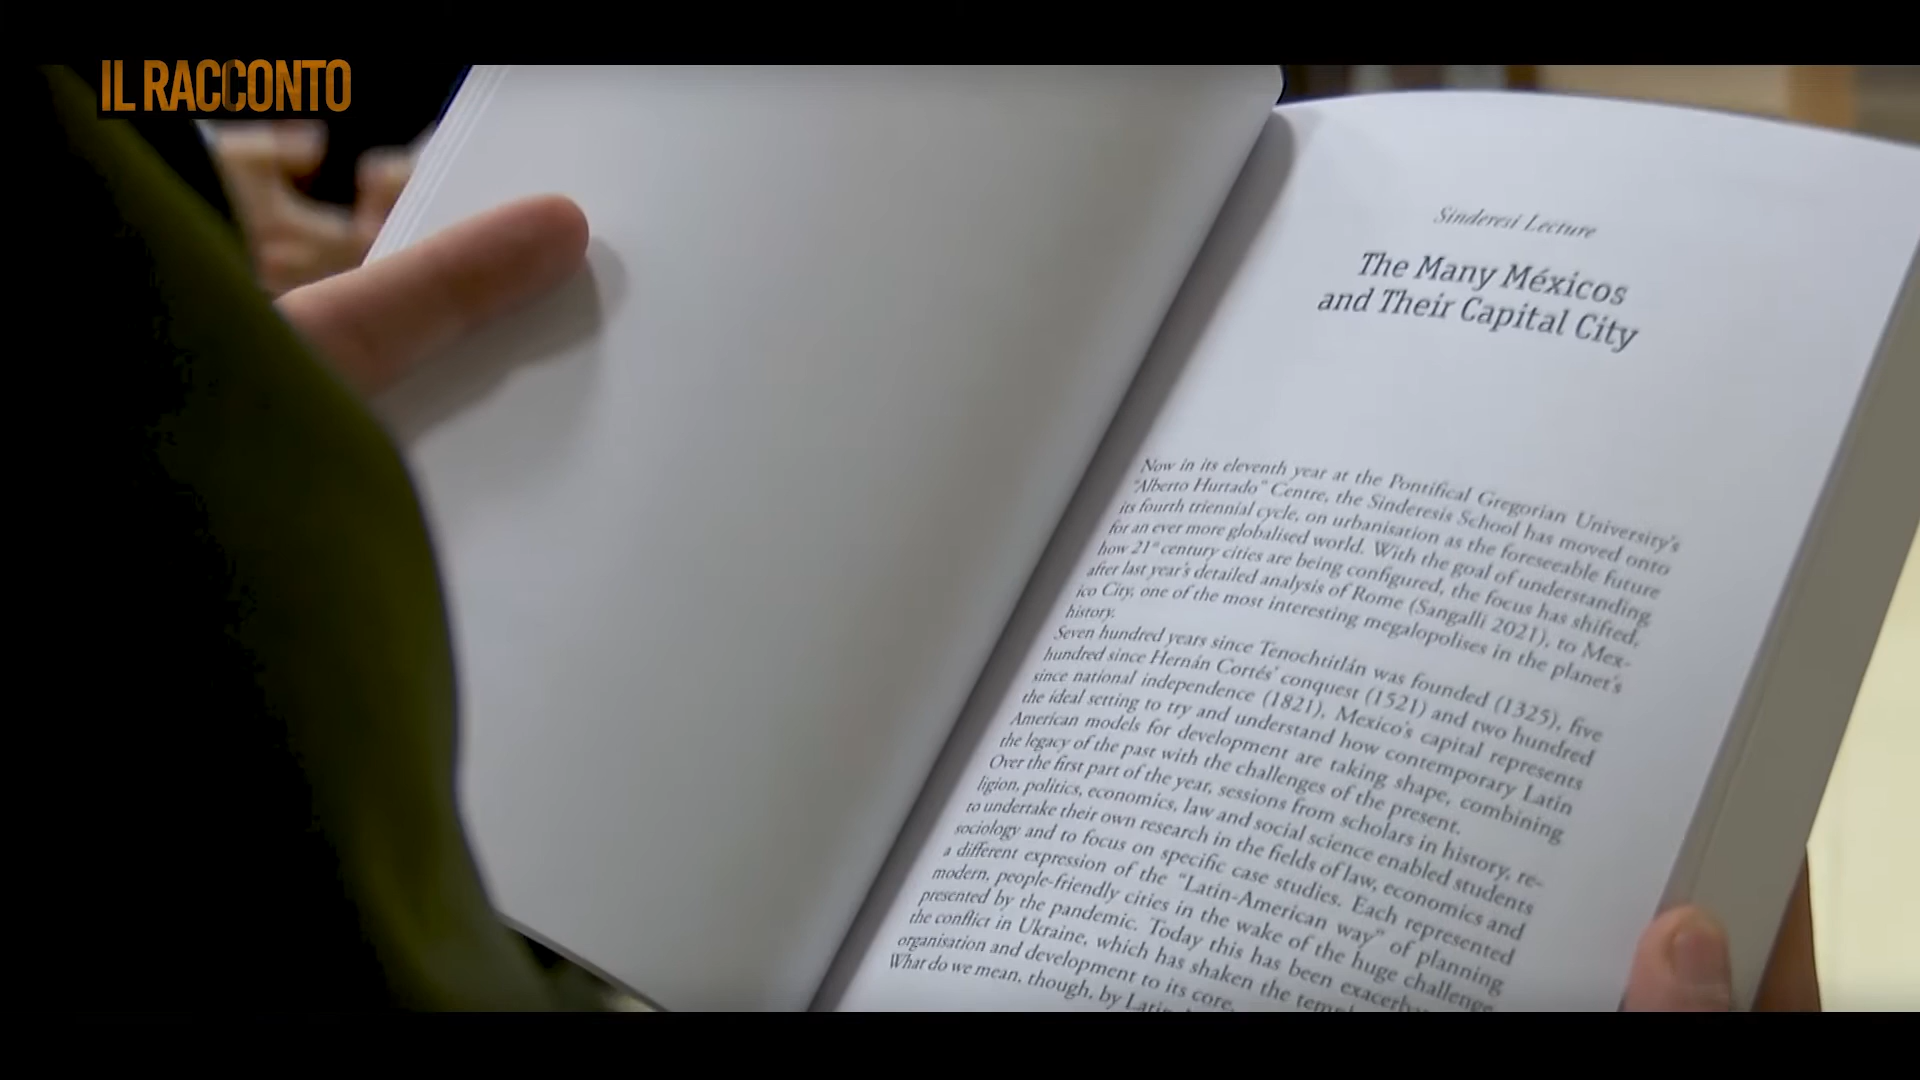 IL RACCONTO
Sinderesi Lecture
The Many Méxicos
and Their Capital City
Now in its eleventh year at the Pontifical Gregorian University's
"Alberto Hurtado" Centre, the Sinderesis School has moved onto
its fourth triennial cycle, on urbanisation as the foreseeable future
for an ever more globalised world. With the goal of understanding
how 21st century cities are being configured, the focus has shifted,
after last year's detailed analysis of Rome (Sangalli 2021), to Mex-
ico City, one of the most interesting megalopolises in the planet's
history.
Seven hundred years since Tenochtitlán was founded (1325), five
hundred since Hernán Cortés' conquest (1521) and two hundred
since national independence (1821), Mexico's capital represents
the ideal setting to try and understand how contemporary Latin
American models for development are taking shape, combining
the legacy of the past with the challenges of the present.
Over the first part of the year, sessions from scholars in history, re-
ligion, politics, economics, law and social science enabled students
to undertake their own research in the fields of law, economics and
sociology and to focus on specific case studies. Each represented
a different expression of the "Latin-American way" of planning
modern, people-friendly cities in the wake of the huge challenge
presented by the pandemic. Today this has been
the conflict in Ukraine, which has shaken the
organisation and development to its core.
What do we mean, though, by